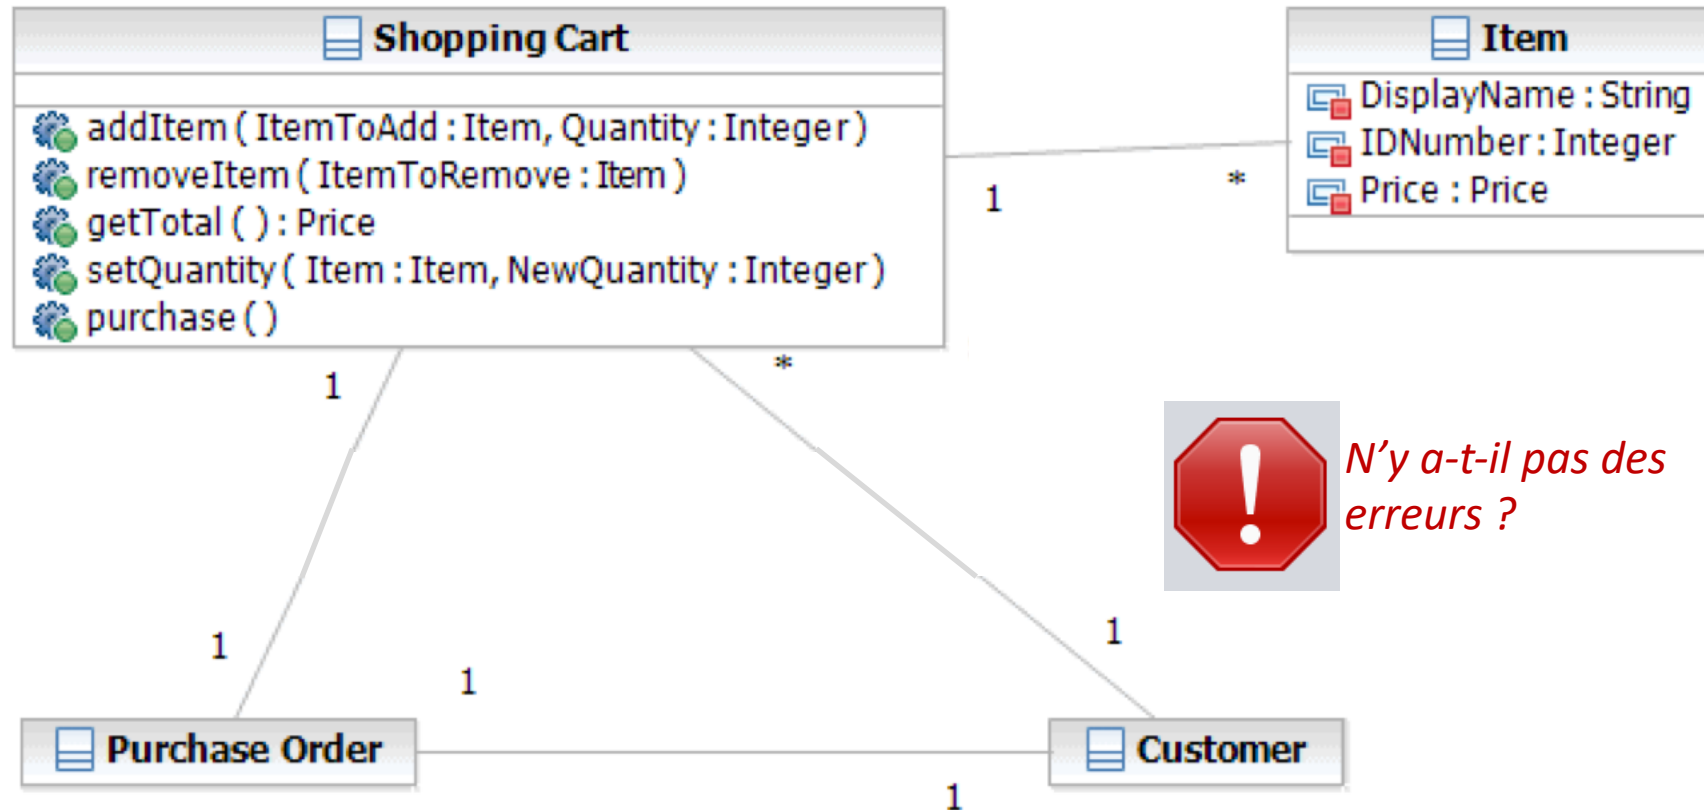 Shopping Cart
addItem ( ItemToAdd : Item, Quantity : Integer )
removeItem ( ItemToRemove : Item )
getTotal ( ) : Price
setQuantity ( Item : Item, NewQuantity : Integer )
purchase ( )
Item
DisplayName : String
IDNumber : Integer
Price : Price
1
*
1
*
N’y a-t-il pas des
erreurs ?
1
1
1
1
Purchase Order
Customer